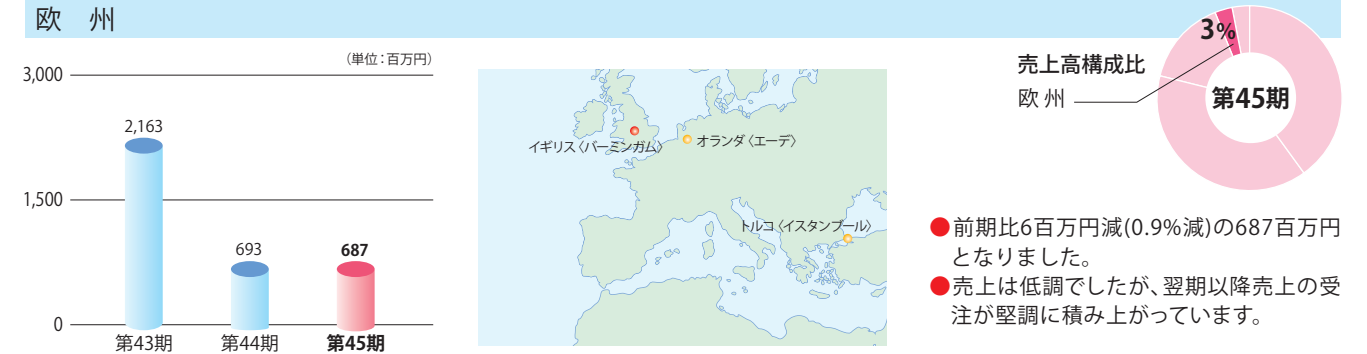 欧 州
（単位：百万円）
3,000
1,500
0
2,163
693
687
第43期
第44期
第45期
イギリス〈バーミンガム〉
オランダ〈エーデ〉
トルコ〈イスタンブール〉
3%
売上高構成比
欧 州
第45期
●前期比6百万円減(0.9%減)の687百万円
となりました。
●売上は低調でしたが、翌期以降売上の受
注が堅調に積み上がっています。